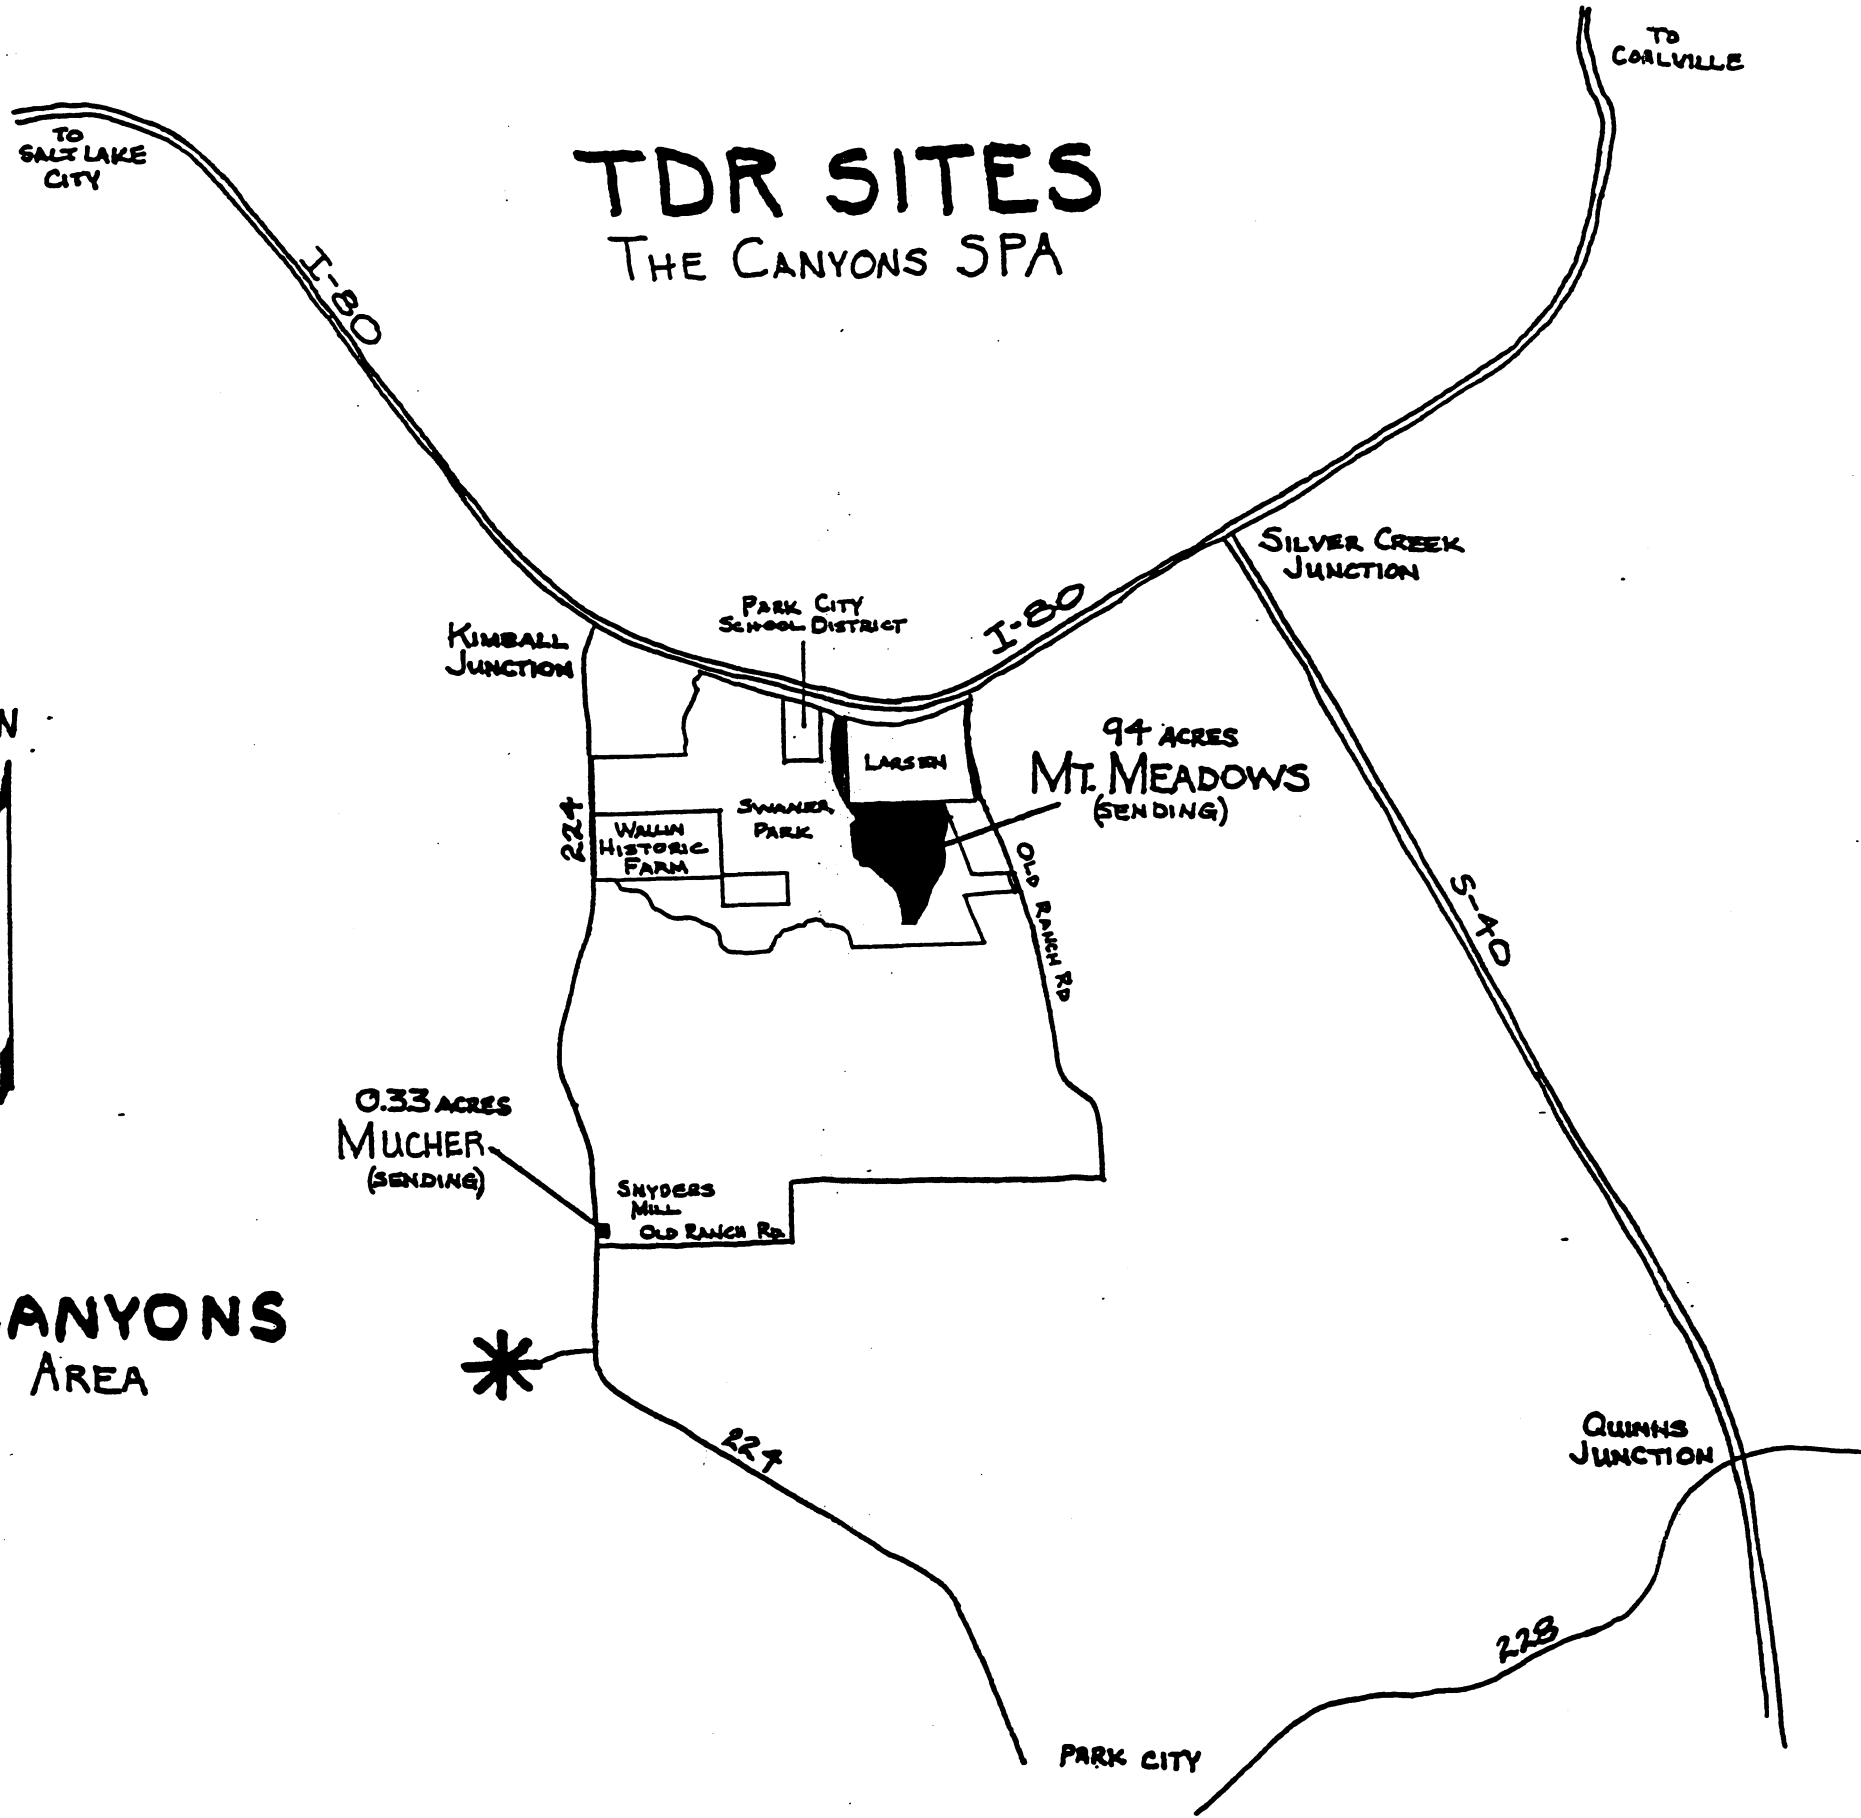 TO
COALVILLE
TO
SALT LAKE
CITY
TDR SITES
THE CANYONS SPA
I-80
SILVER CREEK
JUNCTION
PARK CITY
SCHOOL DISTRICT
I-80
KIMBALL
JUNCTION
N
94 ACRES
MT. MEADOWS
(SENDING)
LARSEN
SWANER
PARK
224
WALLIN
HISTORIC
FARM
OLD RANCH RD
S-40
0.33 ACRES
MUCHER
(SENDING)
SNYDERS
MILL
OLD RANCH RD.
ANYONS
AREA
224
QUINNS
JUNCTION
228
PARK CITY